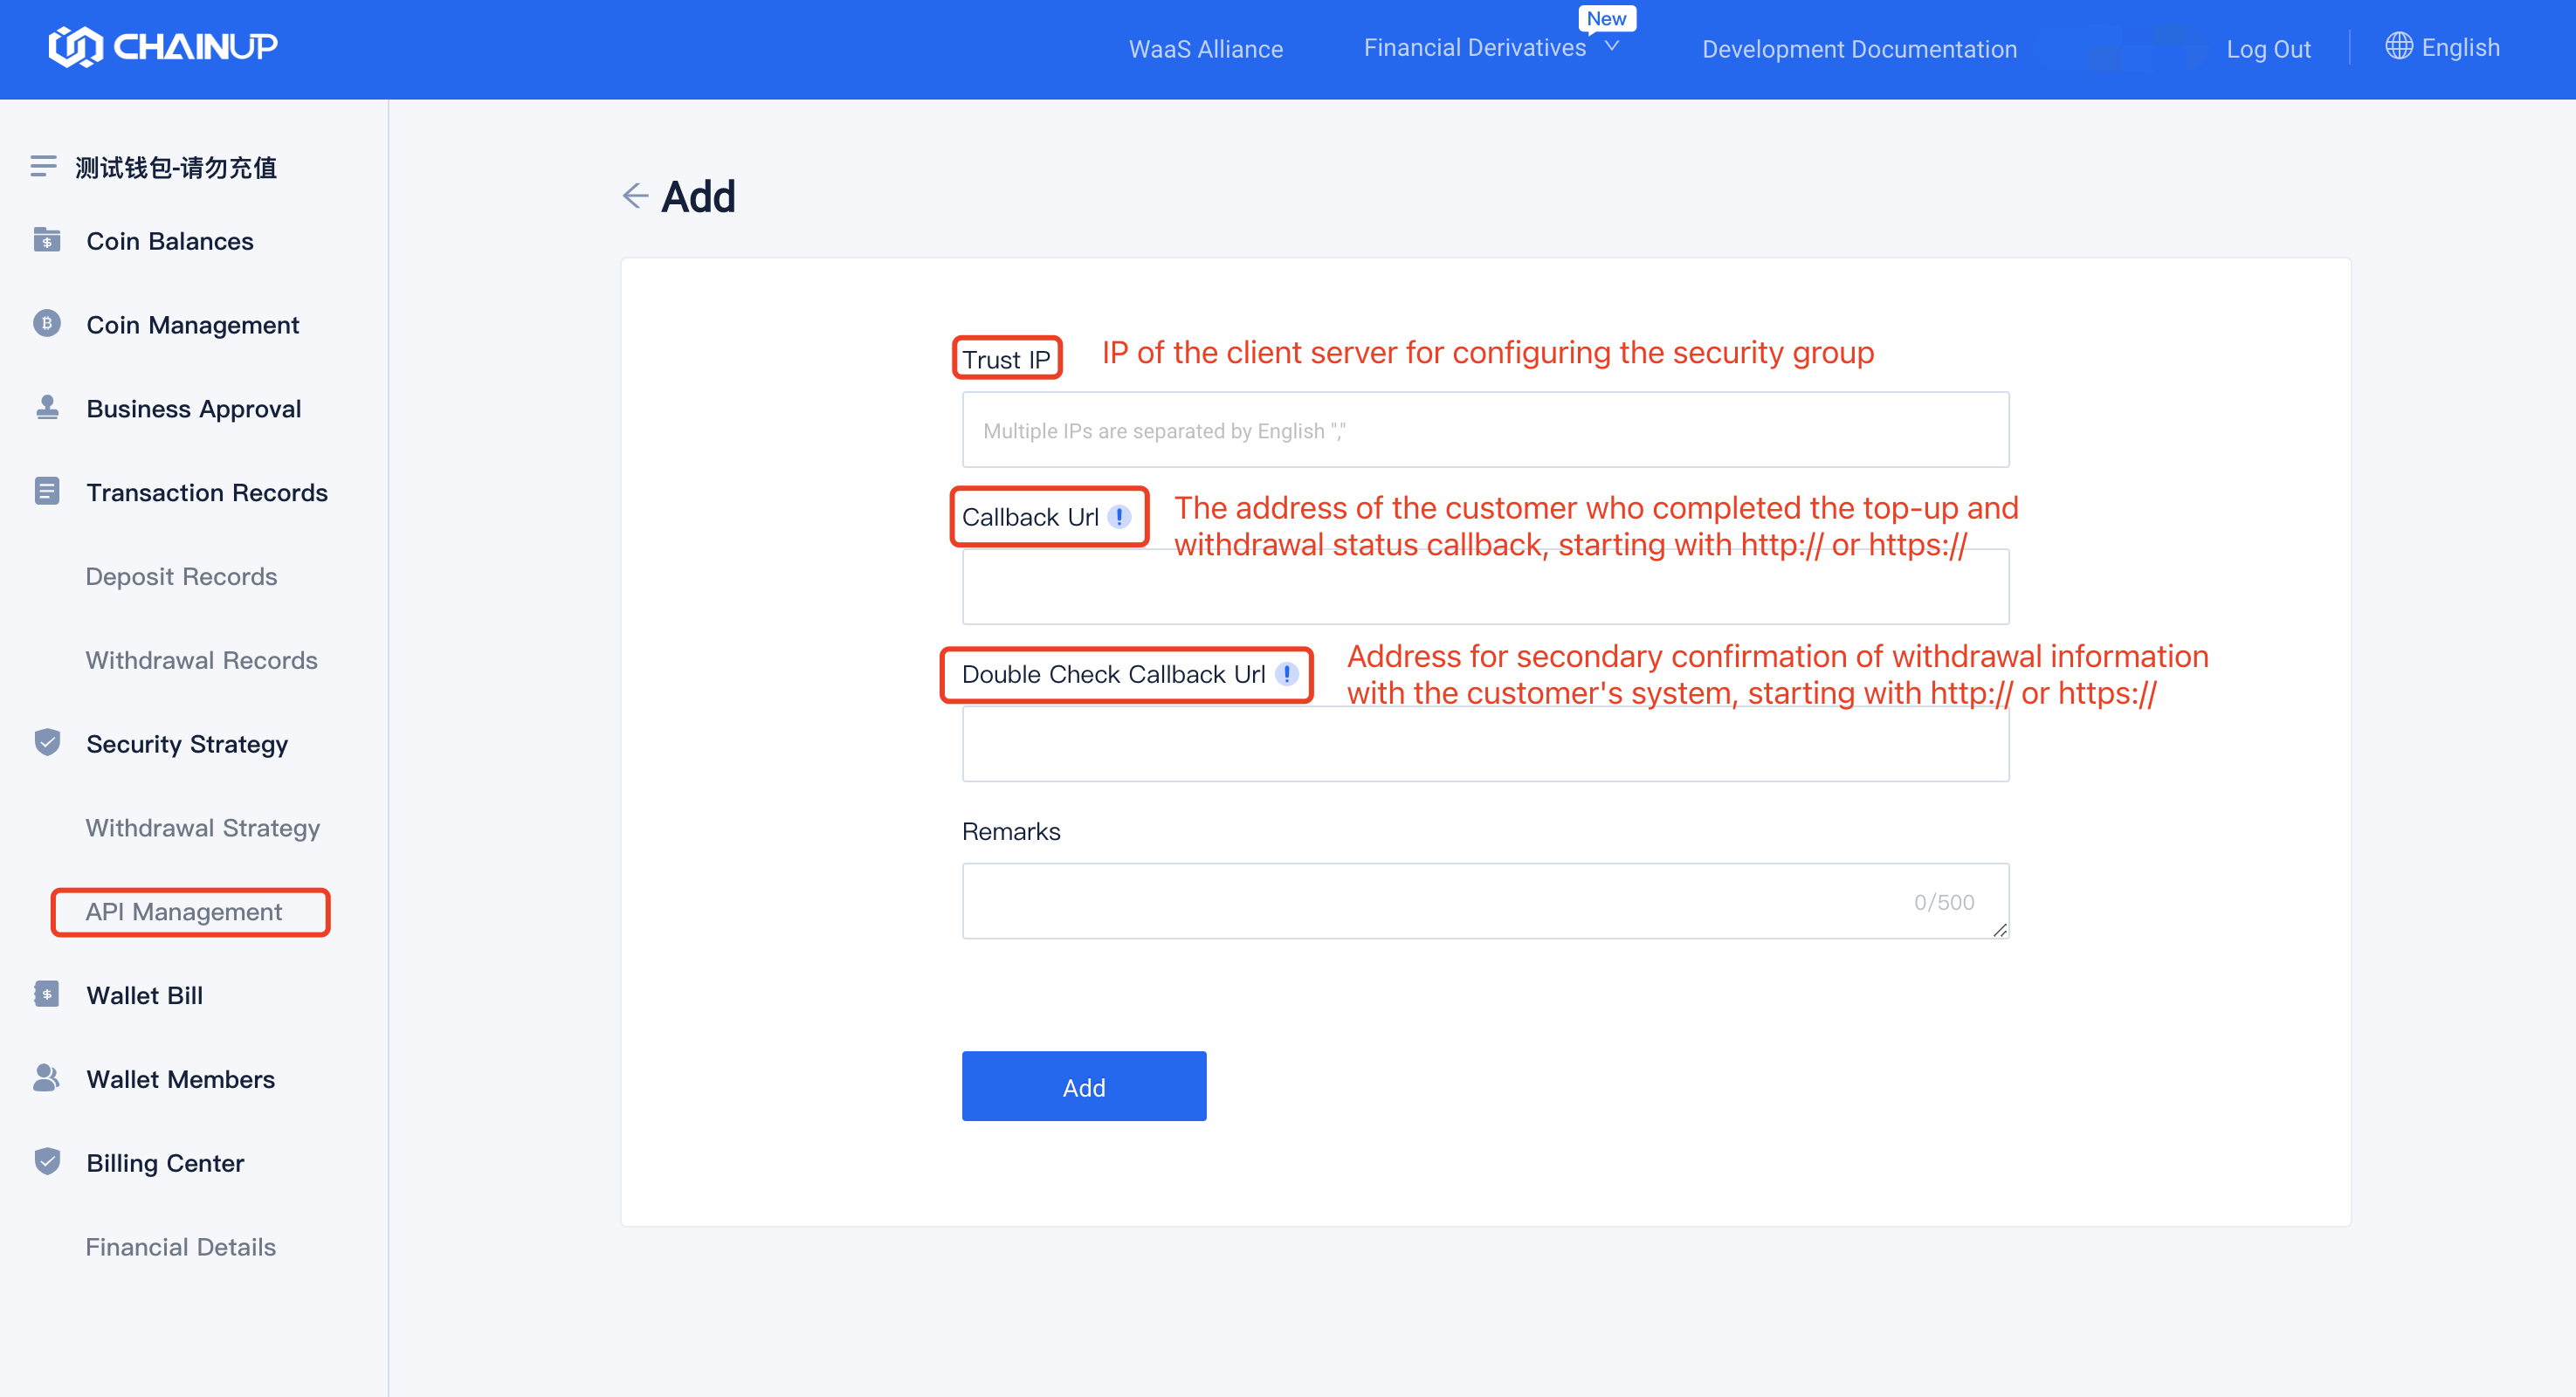 CHAINUP
WaaS Alliance
Financial Derivatives
New
Development Documentation
Log Out
English
测试钱包-请勿充值
Coin Balances
Coin Management
Business Approval
Transaction Records
Deposit Records
Withdrawal Records
Security Strategy
Withdrawal Strategy
API Management
Wallet Bill
Wallet Members
Billing Center
Financial Details
Add
Trust IP
IP of the client server for configuring the security group
Multiple IPs are separated by English ","
Callback Url
The address of the customer who completed the top-up and
withdrawal status callback, starting with http:// or https://
Double Check Callback Url
Address for secondary confirmation of withdrawal information
with the customer's system, starting with http:// or https://
Remarks
0/500
Add